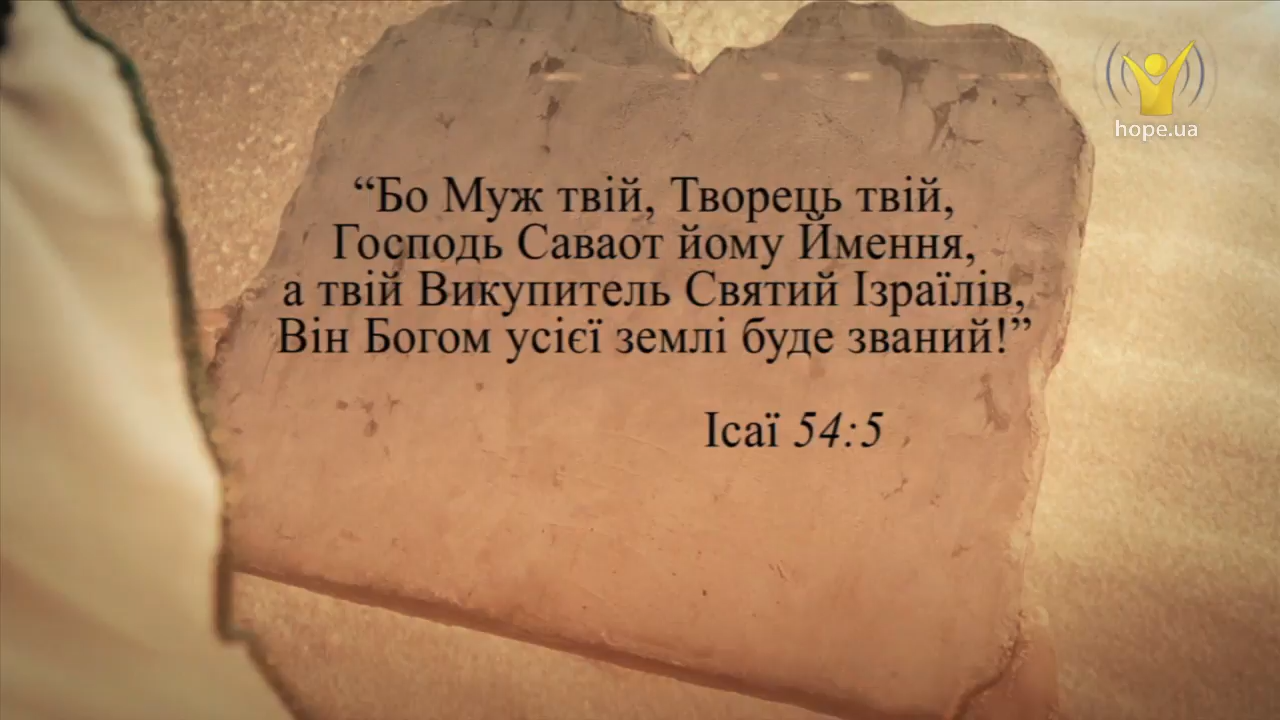 hope.ua
“Бо Муж твій, Творець твій,
Господь Саваот йому Ймення,
а твій Викупитель Святий Ізраїлів,
Він Богом усієї землі буде званий!”
Ісаї 54:5